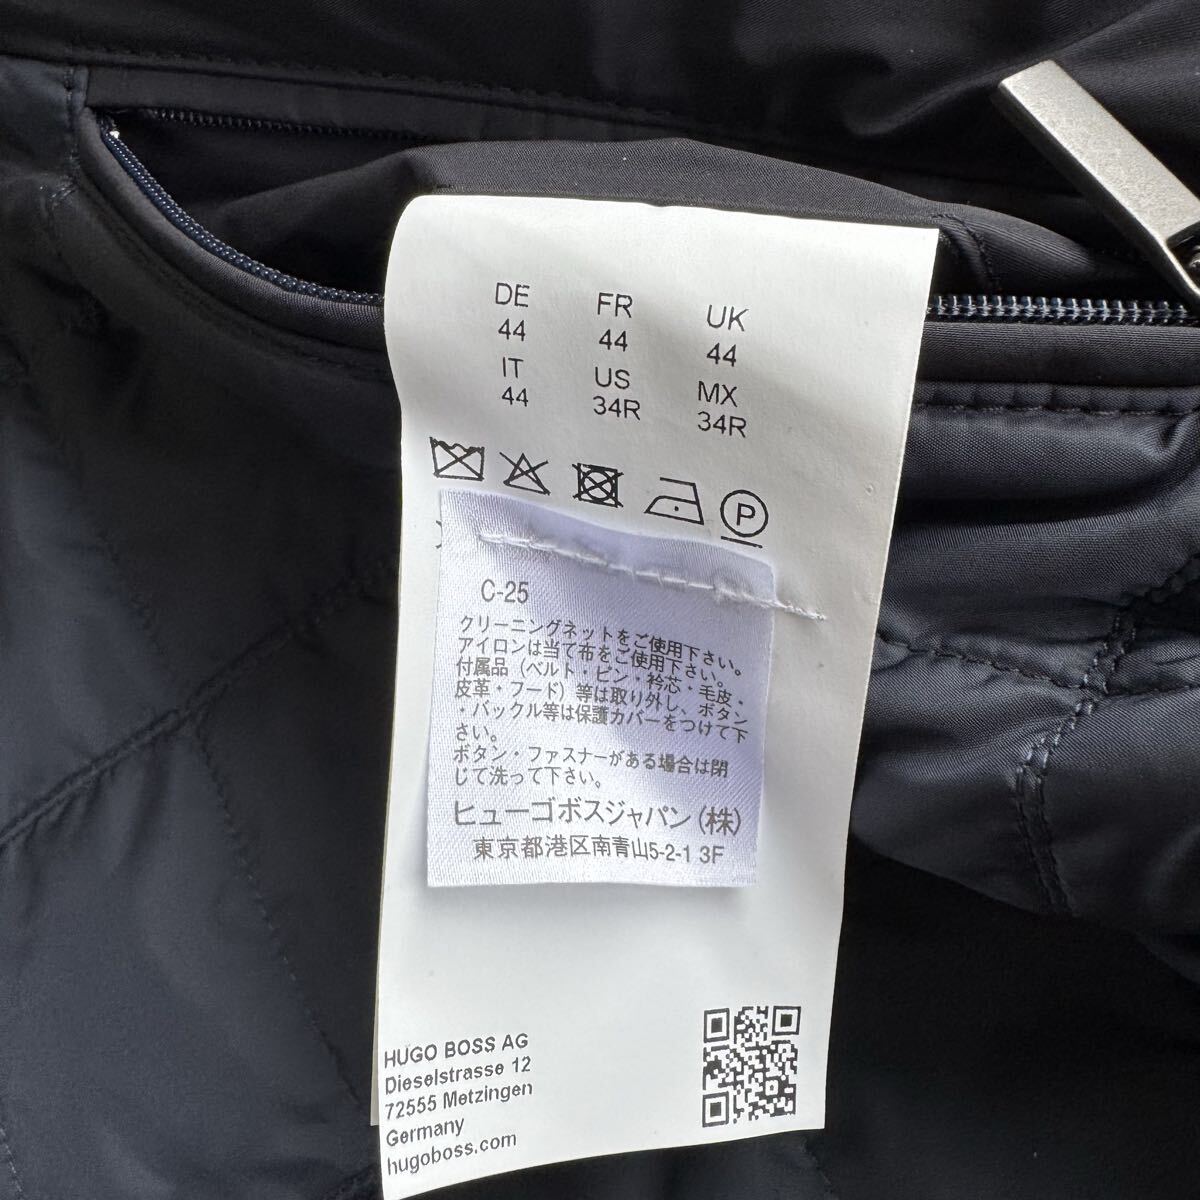 DE FR UK
44 44 44
IT US MX
44 34R 34R
P
C-25
クリーニングネットをご使用下さい。
アイロンは当て布をご使用下さい。
付属品（ベルト・ピン・衿芯・毛皮・
皮革・フード）等は取り外し、ボタン
・バックル等は保護カバーをつけて下
さい。
ボタン・ファスナーがある場合は閉
じて洗って下さい。
ヒューゴボスジャパン(株)
東京都港区南青山5-2-1 3F
HUGO BOSS AG
Dieselstrasse 12
72555 Metzingen
Germany
hugoboss.com